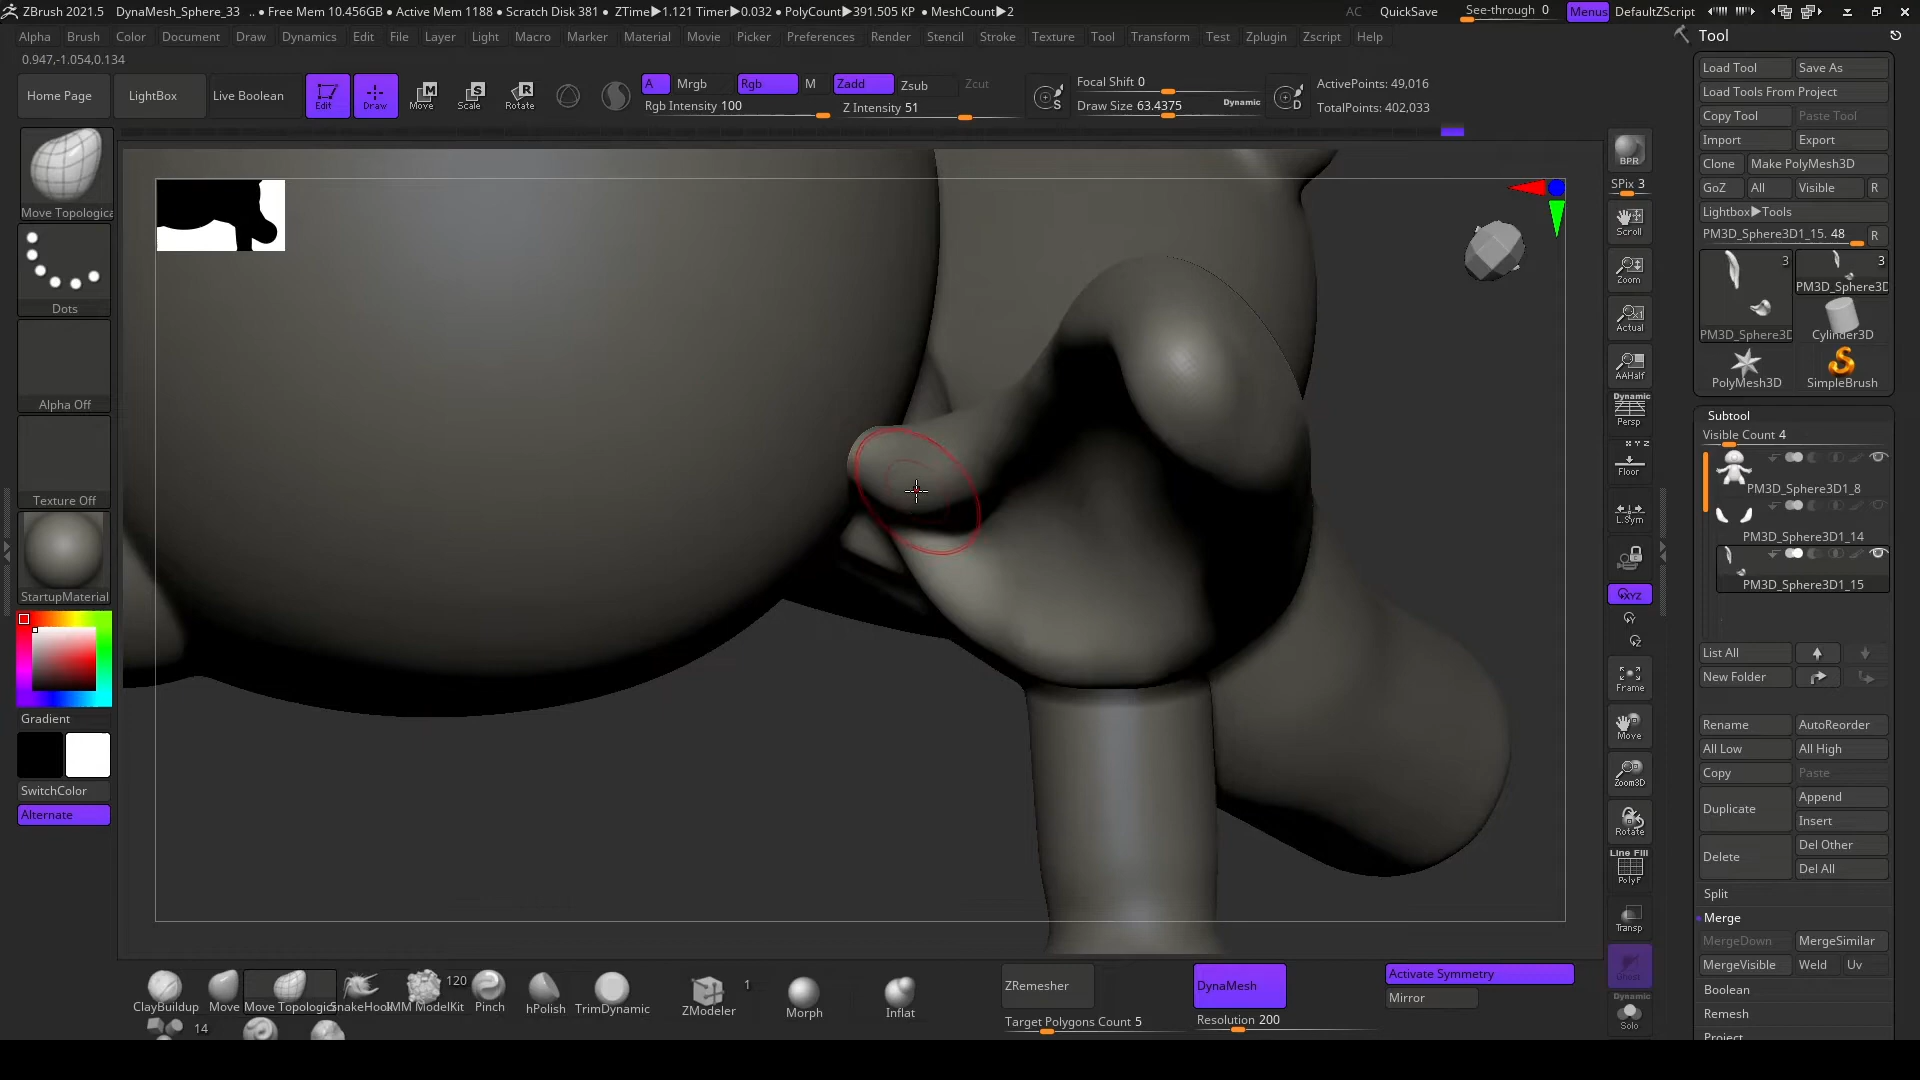 ZBrush 2021.5 DynaMesh_Sphere_33 .. • Free Mem 10.456GB • Active Mem 1188 • Scratch Disk 381 • ZTime▶1.121 Timer▶0.032 • PolyCount▶391.505 KP • MeshCount▶2 AC QuickSave See-through 0 Menus DefaultZScript
Alpha Brush Color Document Draw Dynamics Edit File Layer Light Macro Marker Material Movie Picker Preferences Render Stencil Stroke Texture Tool Transform Test Zplugin Zscript Help
0.947,-1.054,0.134
Home Page LightBox Live Boolean Edit Draw Move Scale Rotate
A Mrgb Rgb M Zadd Zsub Zcut
Rgb Intensity 100 Z Intensity 51
Focal Shift 0
Draw Size 63.4375 Dynamic
ActivePoints: 49,016
TotalPoints: 402,033
Move Topologica
Dots
Alpha Off
Texture Off
StartupMaterial
Gradient
SwitchColor
Alternate
BPR
SPix 3
Scroll
Zoom
Actual
AAHalf
Dynamic
Persp
Floor
L.Sym
XYZ
Frame
Move
Zoom3D
Rotate
Line Fill
PolyF
Transp
Dynamic
Solo
Tool
Load Tool Save As
Load Tools From Project
Copy Tool Paste Tool
Import Export
Clone Make PolyMesh3D
GoZ All Visible R
Lightbox▶Tools
PM3D_Sphere3D1_15. 48 R
3 3
PM3D_Sphere3D
PM3D_Sphere3D Cylinder3D
PolyMesh3D SimpleBrush
Subtool
Visible Count 4
PM3D_Sphere3D1_8
PM3D_Sphere3D1_14
PM3D_Sphere3D1_15
List All
New Folder
Rename AutoReorder
All Low All High
Copy Paste
Duplicate Append
Insert
Delete Del Other
Del All
Split
Merge
MergeDown MergeSimilar
MergeVisible Weld Uv
Boolean
Remesh
Project
ClayBuildup Move Move Topologica SnakeHook IMM ModelKit 120 Pinch hPolish TrimDynamic ZModeler 1 Morph Inflat
14
ZRemesher
Target Polygons Count 5
DynaMesh
Resolution 200
Activate Symmetry
Mirror